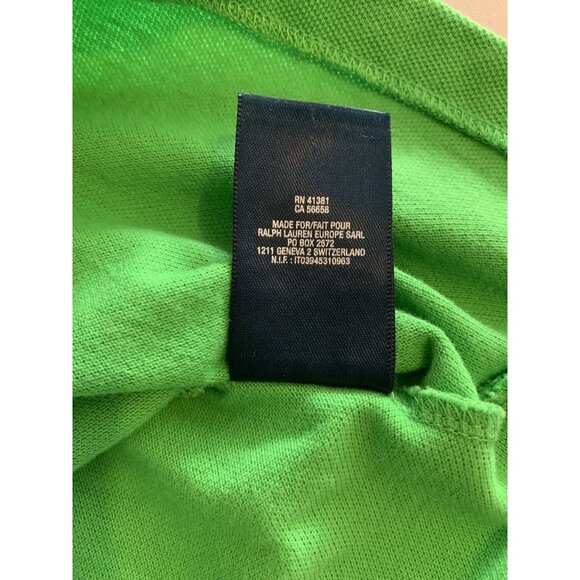 RN 41381
CA 56658
MADE FOR/FAIT POUR
RALPH LAUREN EUROPE SARL
PO BOX 2572
1211 GENEVA 2 SWITZERLAND
N.I.F. : IT03945310963